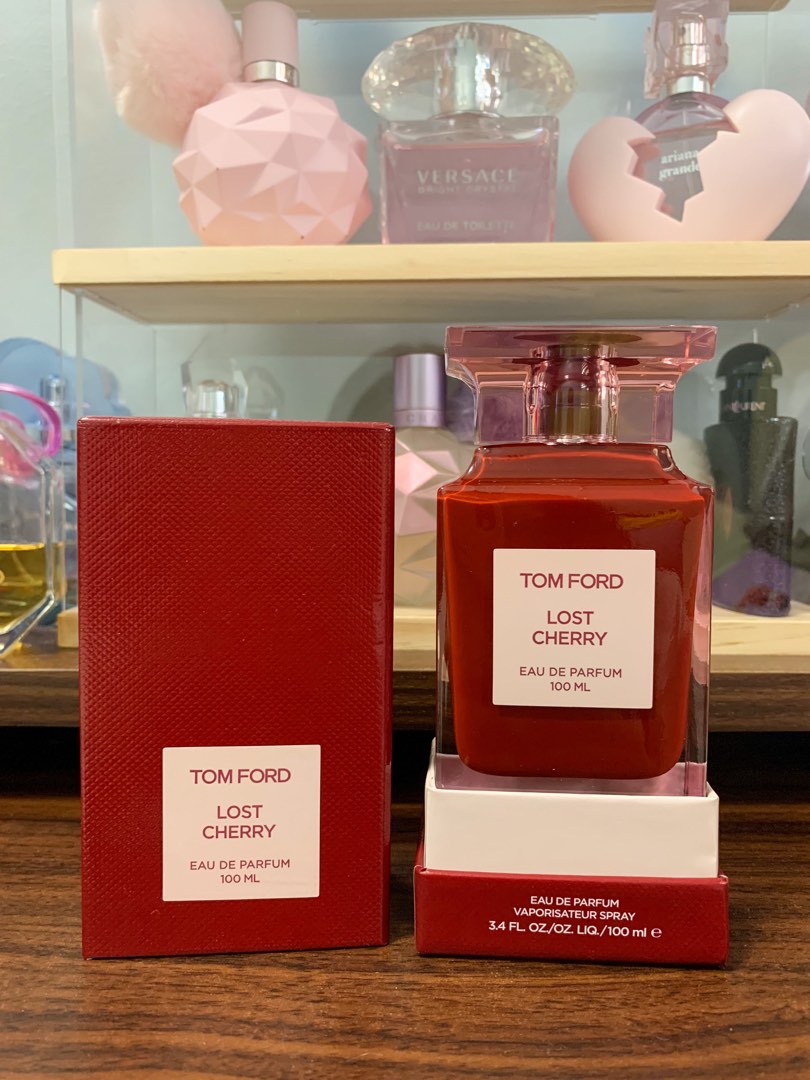 VERSACE
BRIGHT CRYSTAL
EAU DE TOILETTE
ariana
grande
TOM FORD
LOST
CHERRY
EAU DE PARFUM
100 ML
TOM FORD
LOST
CHERRY
EAU DE PARFUM
100 ML
EAU DE PARFUM
VAPORISATEUR SPRAY
3.4 FL. OZ./OZ. LIQ./100 ml ℮